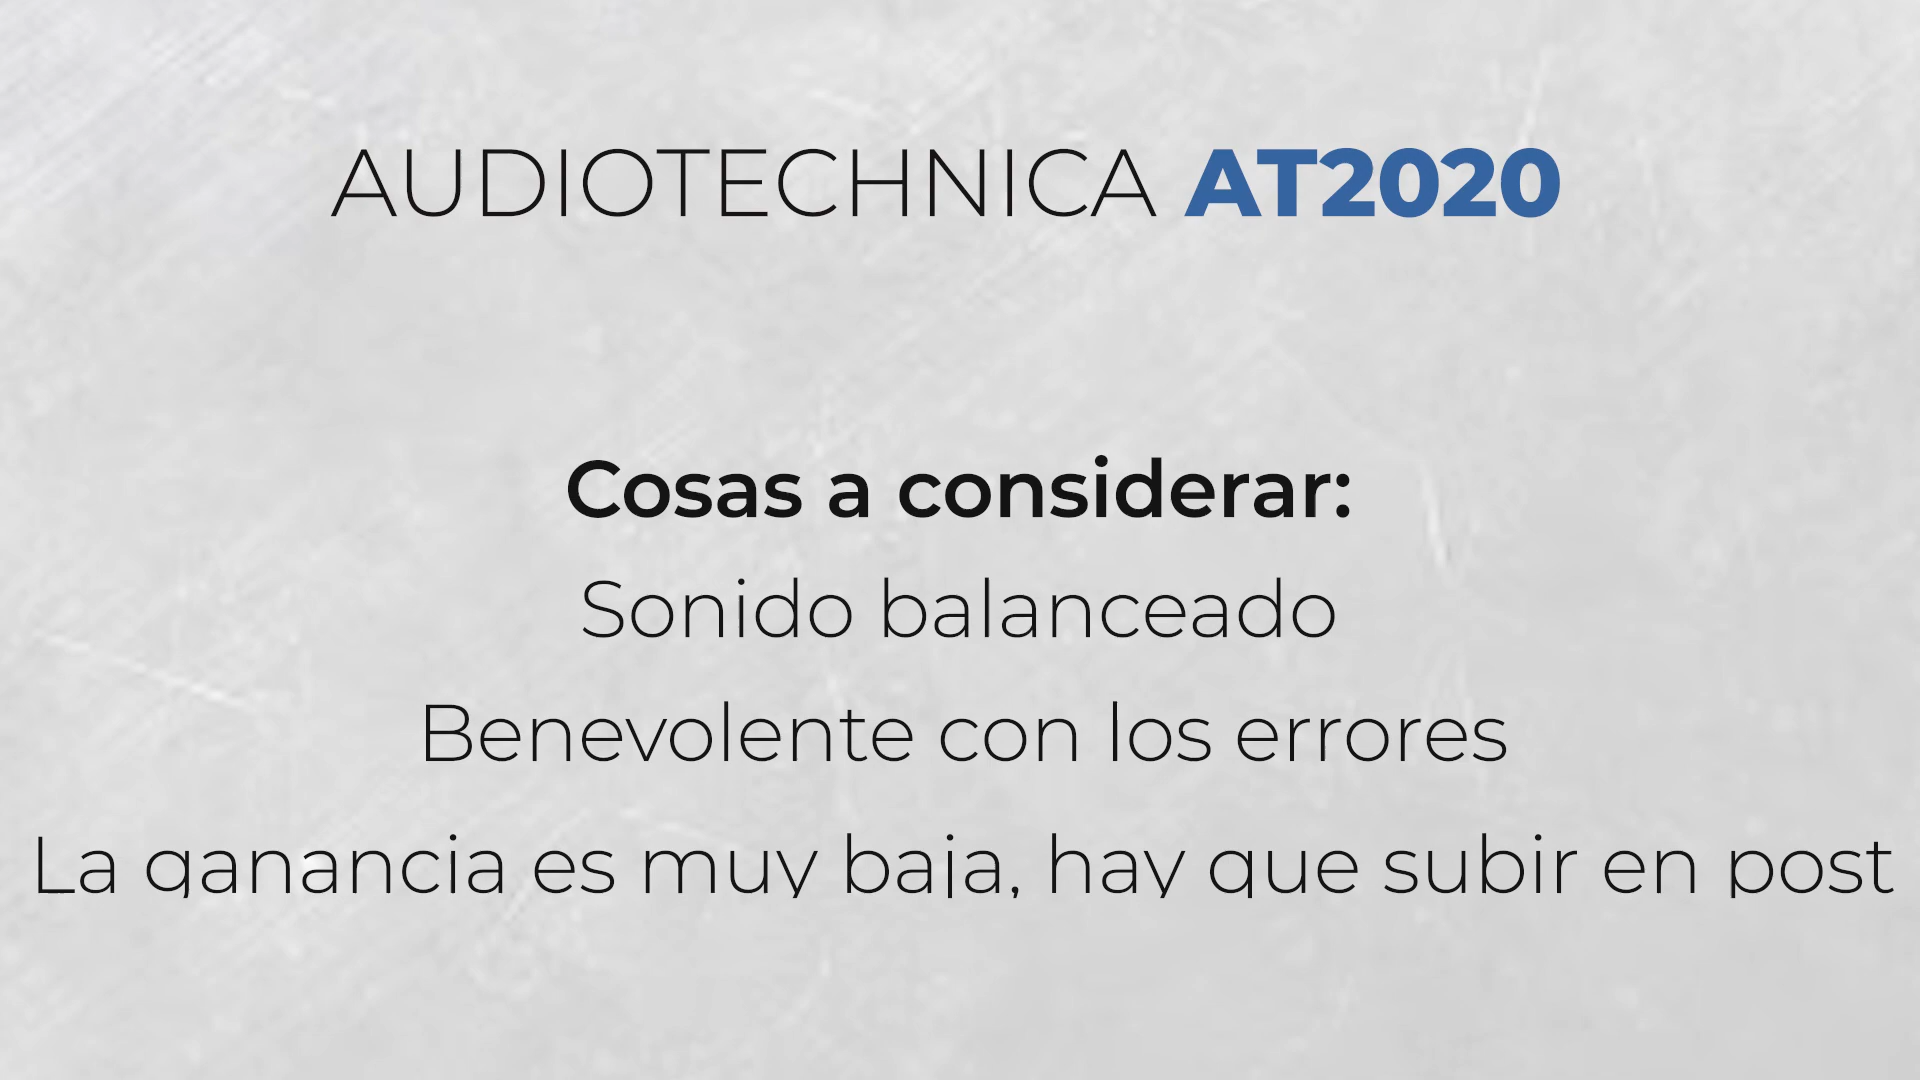 AUDIOTECHNICA AT2020
Cosas a considerar:
Sonido balanceado
Benevolente con los errores
La ganancia es muy baja, hay que subir en post